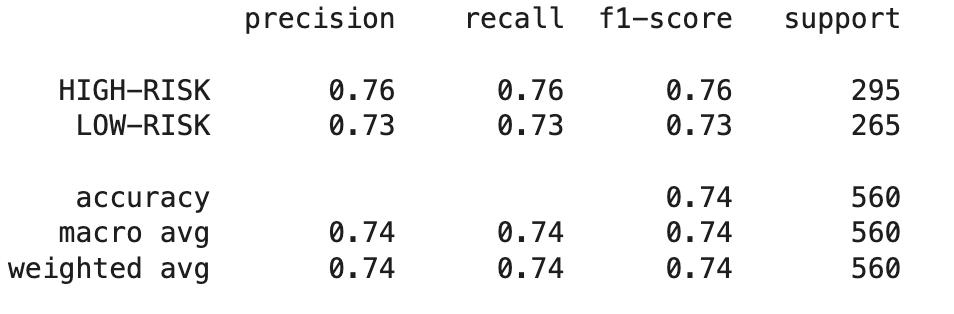 precision recall f1-score support
HIGH-RISK 0.76 0.76 0.76 295
LOW-RISK 0.73 0.73 0.73 265
accuracy 0.74 560
macro avg 0.74 0.74 0.74 560
weighted avg 0.74 0.74 0.74 560